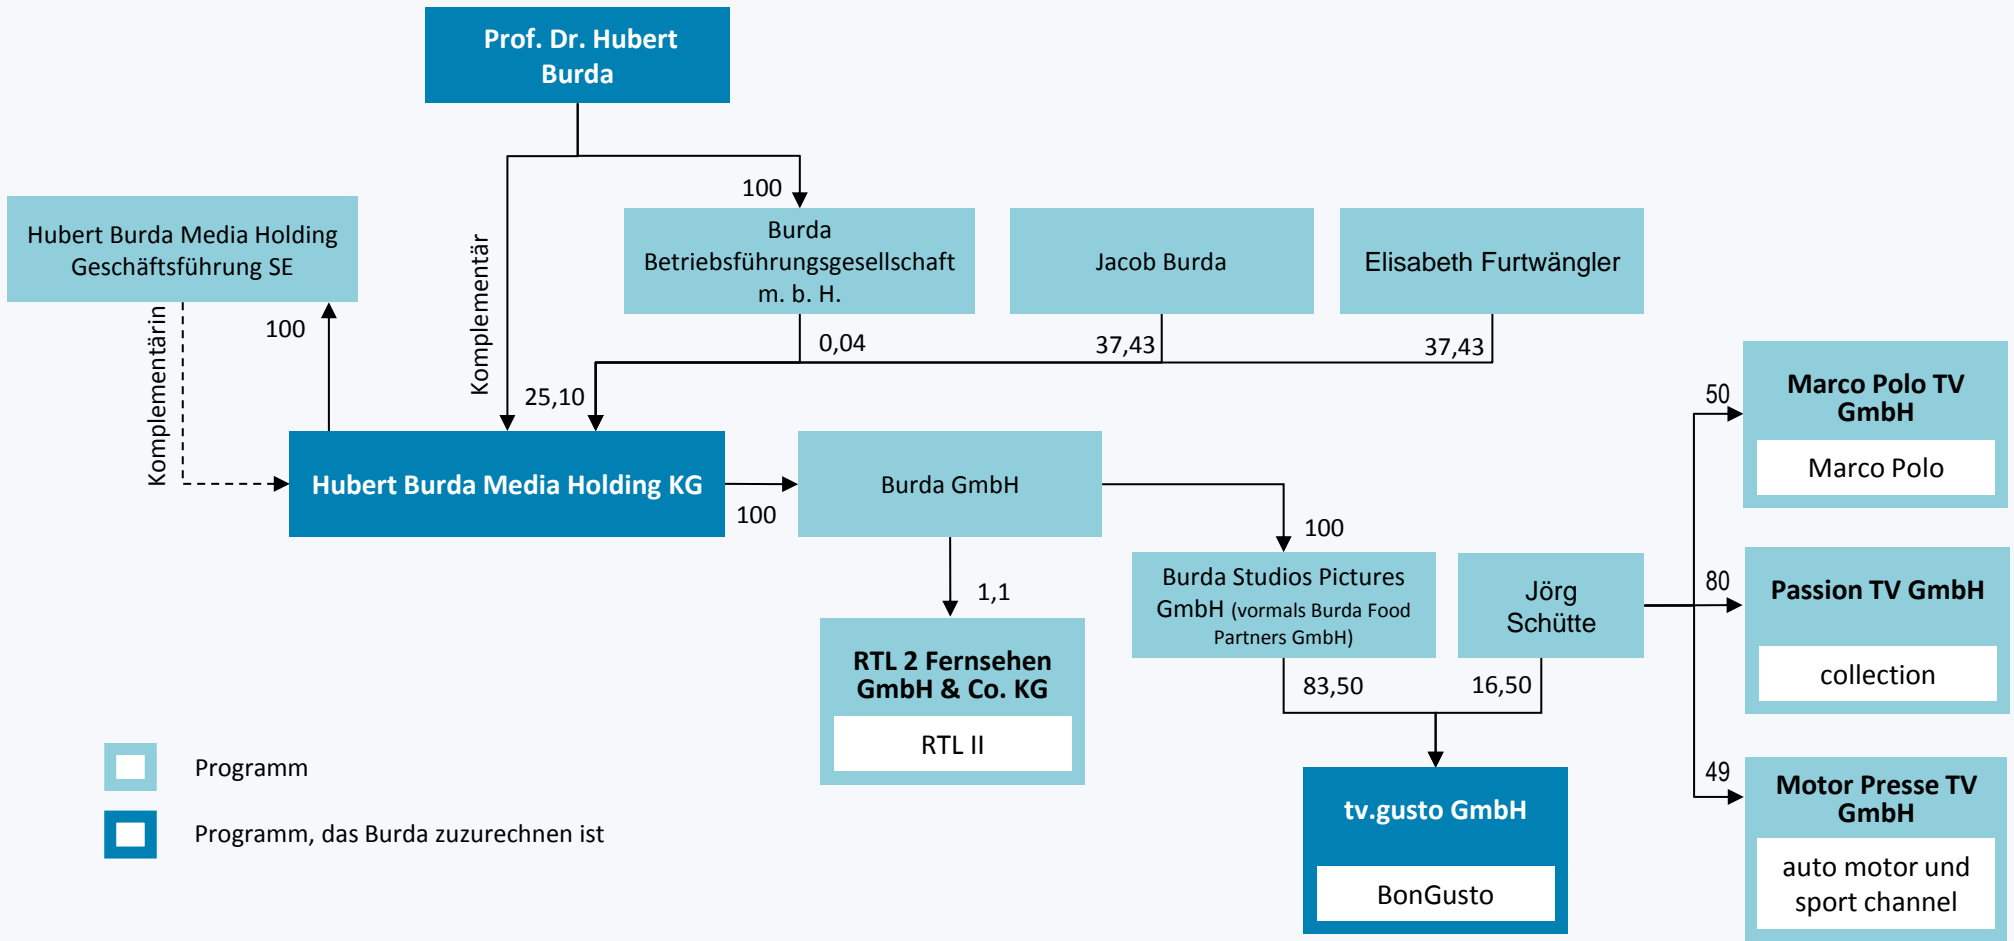 Prof. Dr. Hubert
Burda
100
Hubert Burda Media Holding
Geschäftsführung SE
Burda
Betriebsführungsgesellschaft
m. b. H.
Jacob Burda
Elisabeth Furtwängler
Komplementärin
100
Komplementär
0,04
37,43
37,43
25,10
Hubert Burda Media Holding KG
100
Burda GmbH
100
1,1
Burda Studios Pictures
GmbH (vormals Burda Food
Partners GmbH)
Jörg
Schütte
50
Marco Polo TV
GmbH
Marco Polo
80
Passion TV GmbH
collection
RTL 2 Fernsehen
GmbH & Co. KG
RTL II
83,50
16,50
49
Motor Presse TV
GmbH
auto motor und
sport channel
tv.gusto GmbH
BonGusto
Programm
Programm, das Burda zuzurechnen ist